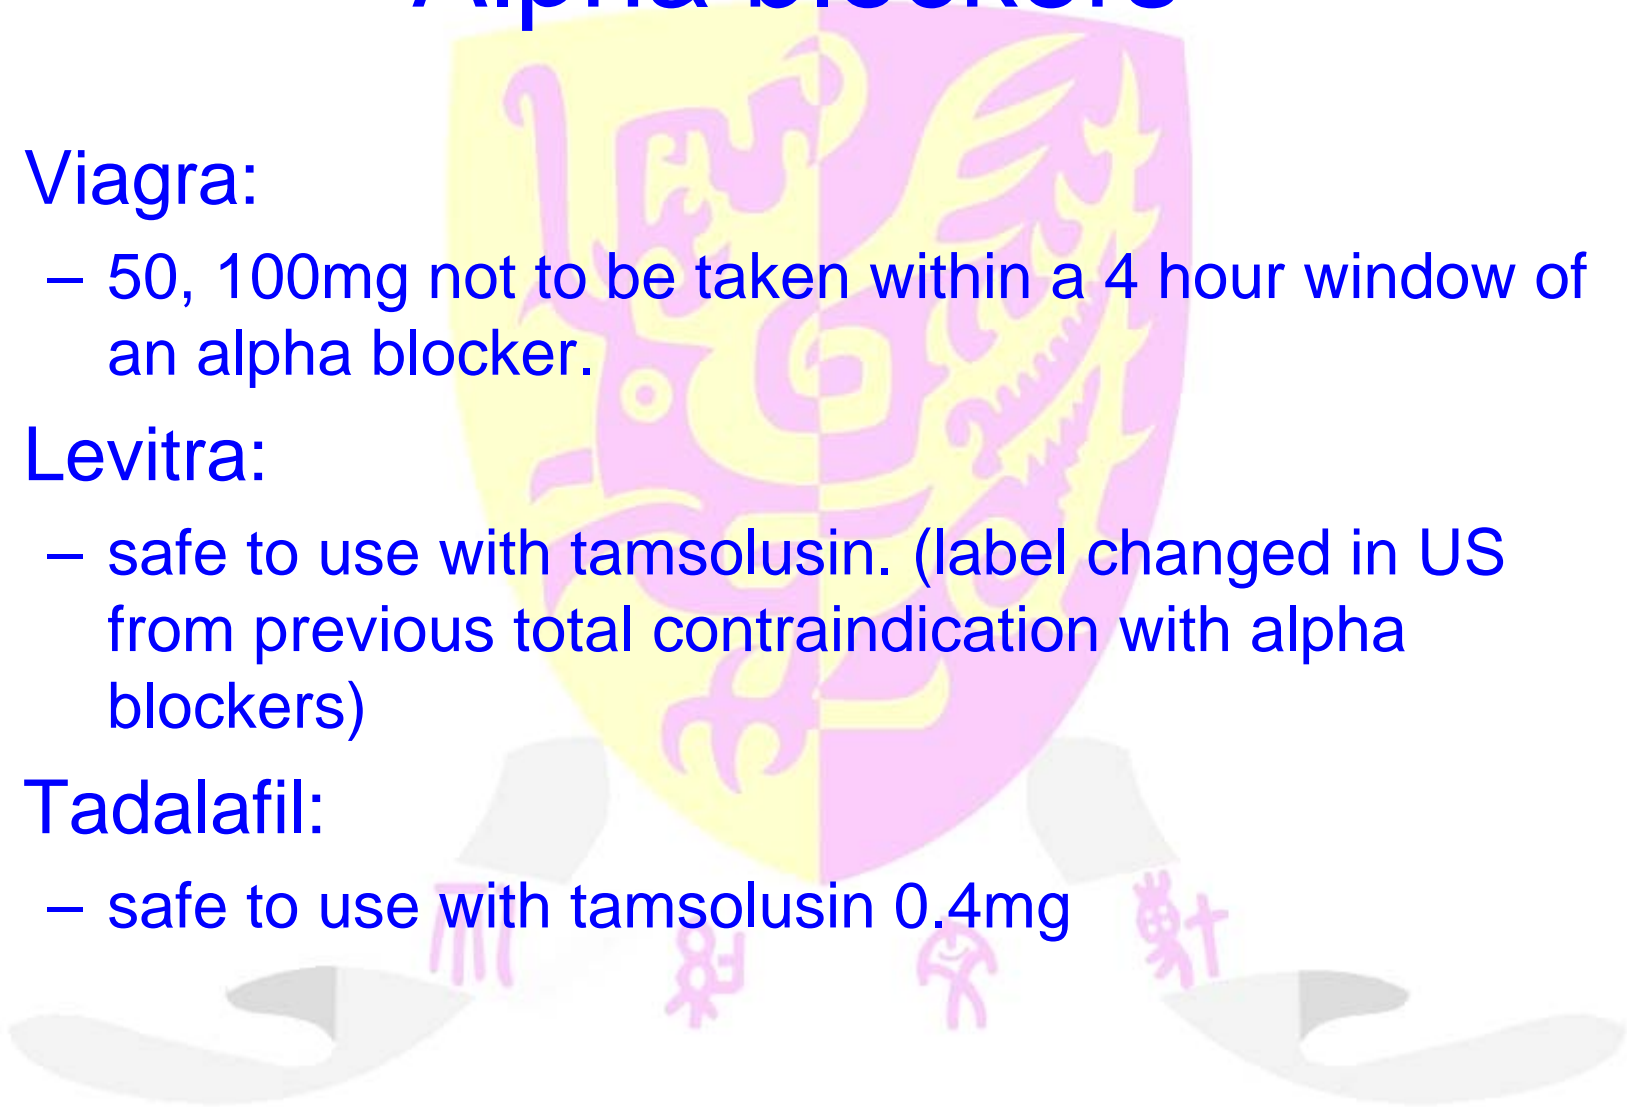 Alpha blockers
Viagra:
– 50, 100mg not to be taken within a 4 hour window of
an alpha blocker.
Levitra:
– safe to use with tamsolusin. (label changed in US
from previous total contraindication with alpha
blockers)
Tadalafil:
– safe to use with tamsolusin 0.4mg